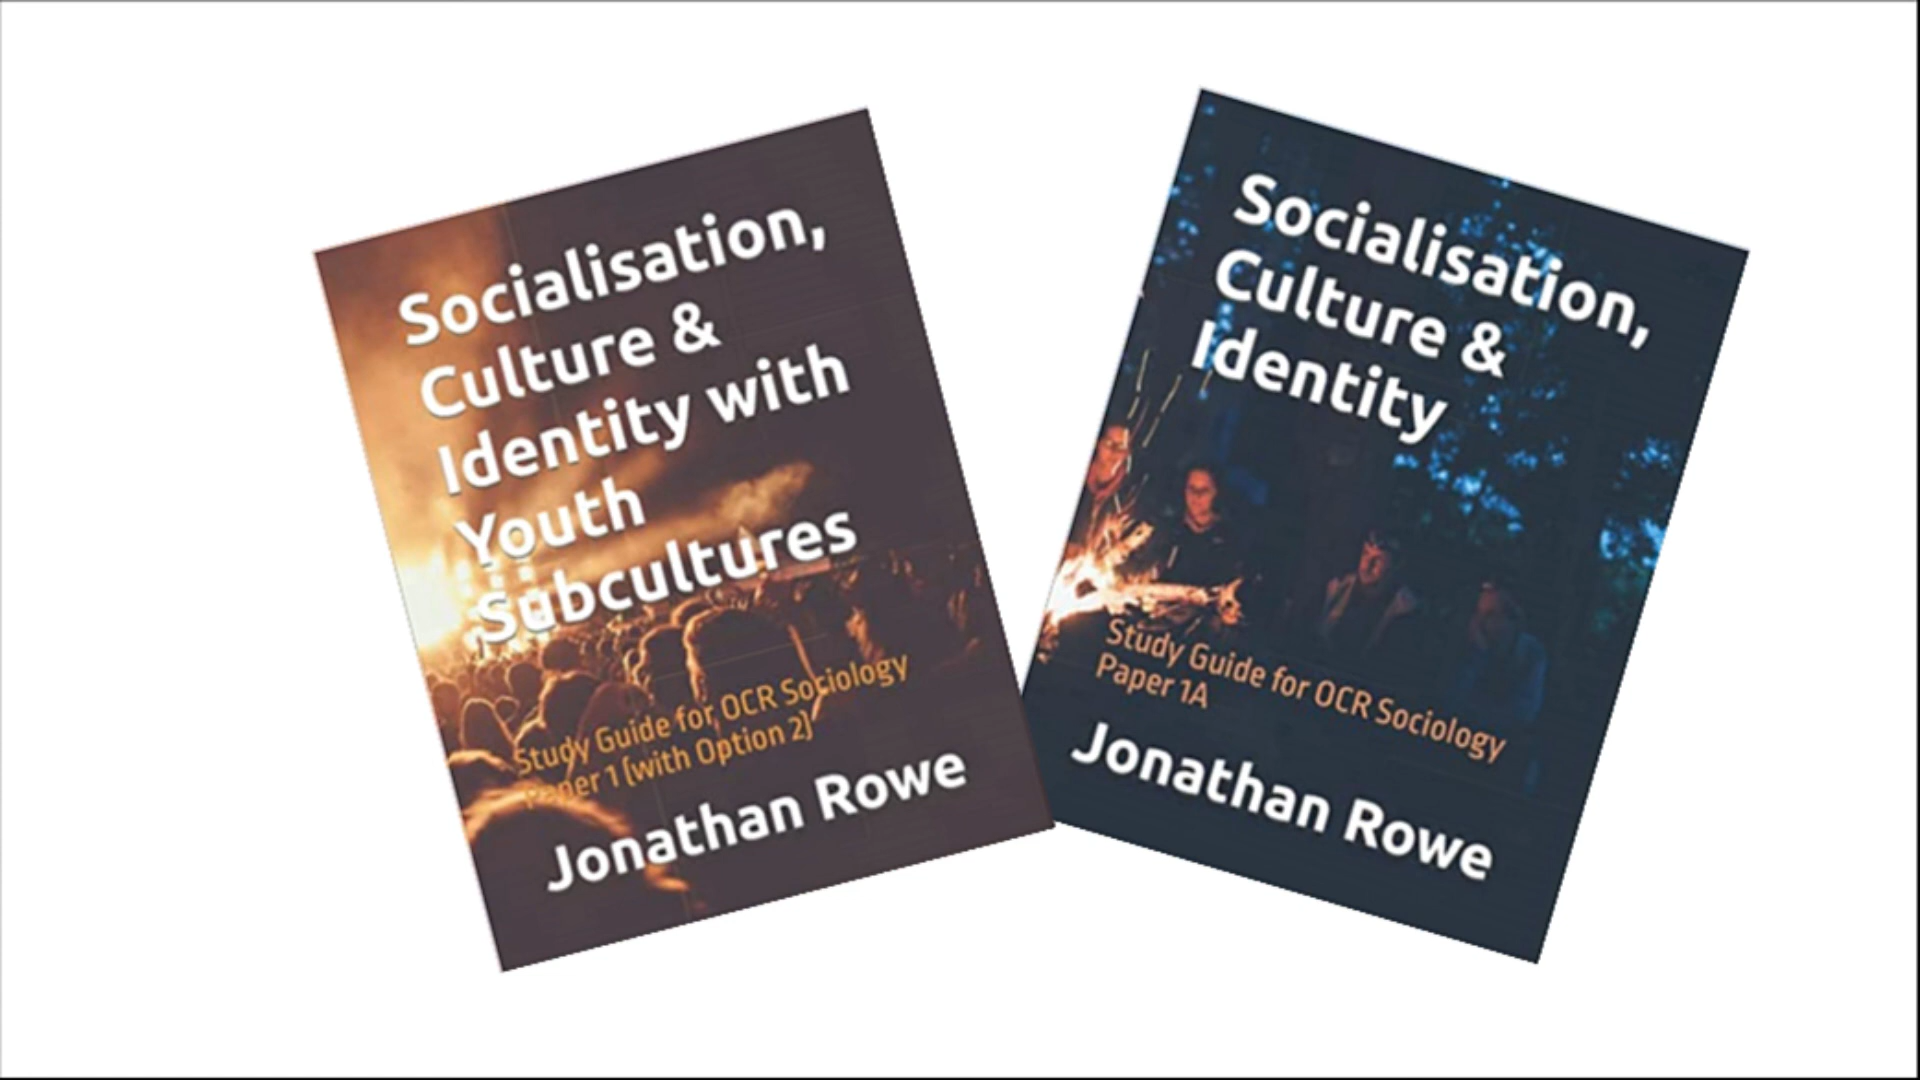 Socialisation,
Culture &
Identity with
Youth
Subcultures
Study Guide for OCR Sociology
Paper 1 (with Option 2)
Jonathan Rowe
Socialisation,
Culture &
Identity
Study Guide for OCR Sociology
Paper 1A
Jonathan Rowe